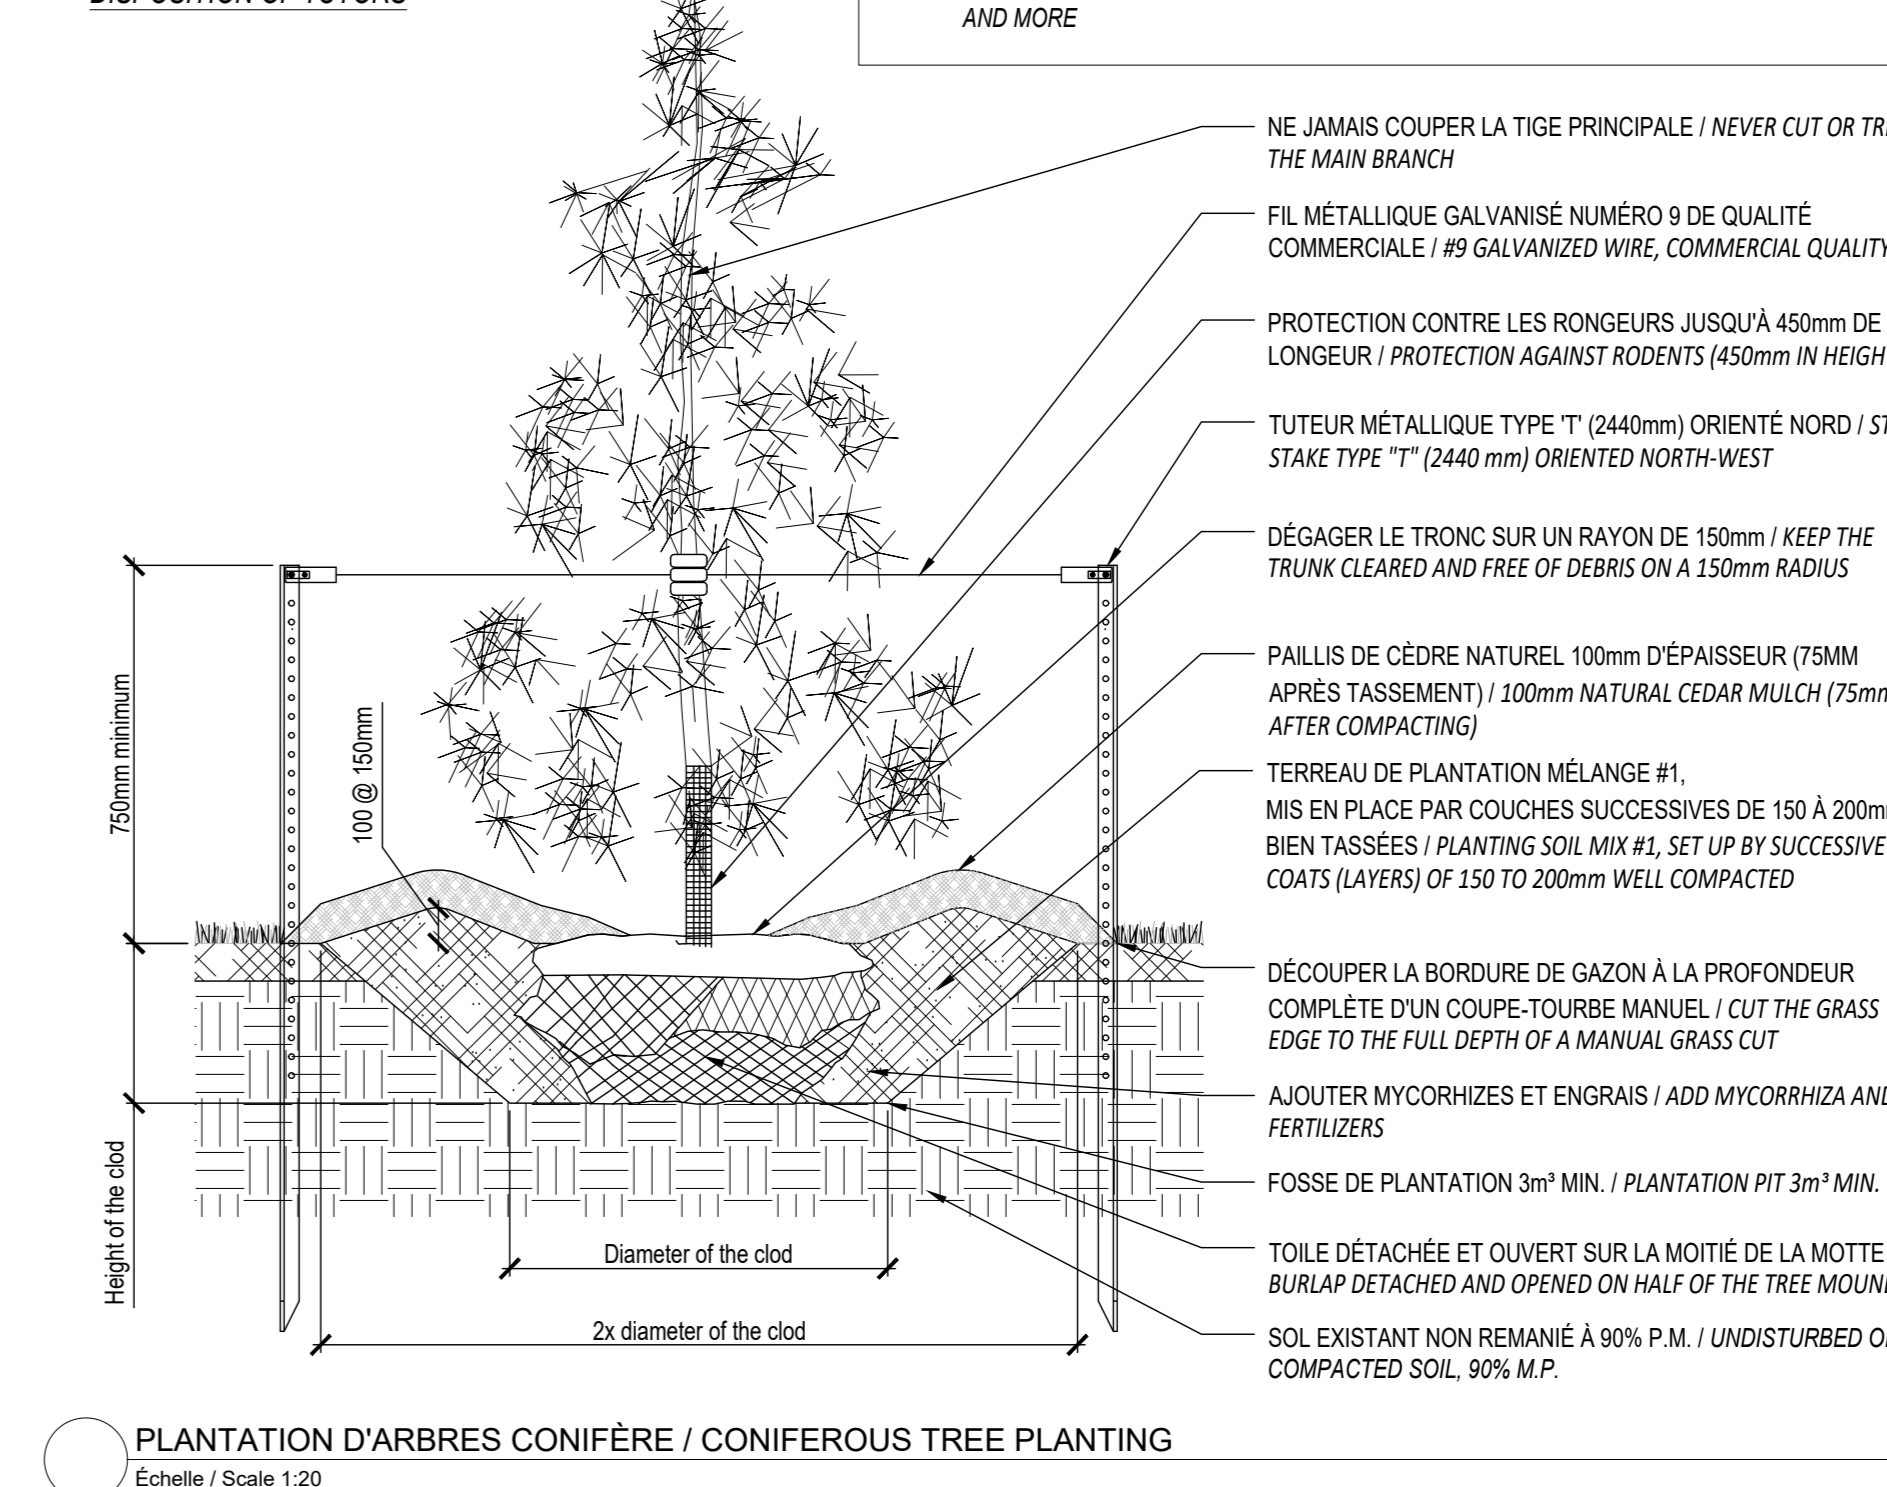 DISPOSITION OF TUTORS
AND MORE
NE JAMAIS COUPER LA TIGE PRINCIPALE / NEVER CUT OR
THE MAIN BRANCH
FIL MÉTALLIQUE GALVANISÉ NUMÉRO 9 DE QUALITÉ
COMMERCIALE / #9 GALVANIZED WIRE, COMMERCIAL QUALITY
PROTECTION CONTRE LES RONGEURS JUSQU'À 450mm DE
LONGEUR / PROTECTION AGAINST RODENTS (450mm IN HEIGH
TUTEUR MÉTALLIQUE TYPE 'T' (2440mm) ORIENTÉ NORD /
STAKE TYPE "T" (2440 mm) ORIENTED NORTH-WEST
DÉGAGER LE TRONC SUR UN RAYON DE 150mm / KEEP THE
TRUNK CLEARED AND FREE OF DEBRIS ON A 150mm RADIUS
PAILLIS DE CÈDRE NATUREL 100mm D'ÉPAISSEUR (75MM
APRÈS TASSEMENT) / 100mm NATURAL CEDAR MULCH (75mm
AFTER COMPACTING)
TERREAU DE PLANTATION MÉLANGE #1,
MIS EN PLACE PAR COUCHES SUCCESSIVES DE 150 À 200mm
BIEN TASSÉES / PLANTING SOIL MIX #1, SET UP BY SUCCESSIVE
COATS (LAYERS) OF 150 TO 200mm WELL COMPACTED
DÉCOUPER LA BORDURE DE GAZON À LA PROFONDEUR
COMPLÈTE D'UN COUPE-TOURBE MANUEL / CUT THE GRASS
EDGE TO THE FULL DEPTH OF A MANUAL GRASS CUT
AJOUTER MYCORHIZES ET ENGRAIS / ADD MYCORRHIZA AND
FERTILIZERS
FOSSE DE PLANTATION 3m³ MIN. / PLANTATION PIT 3m³ MIN.
TOILE DÉTACHÉE ET OUVERT SUR LA MOITIÉ DE LA MOTTE
BURLAP DETACHED AND OPENED ON HALF OF THE TREE MOUND
SOL EXISTANT NON REMANIÉ À 90% P.M. / UNDISTURBED
COMPACTED SOIL, 90% M.P.
750mm minimum
100 @ 150mm
Height of the clod
Diameter of the clod
2x diameter of the clod
PLANTATION D'ARBRES CONIFÈRE / CONIFEROUS TREE PLANTING
Échelle / Scale 1:20